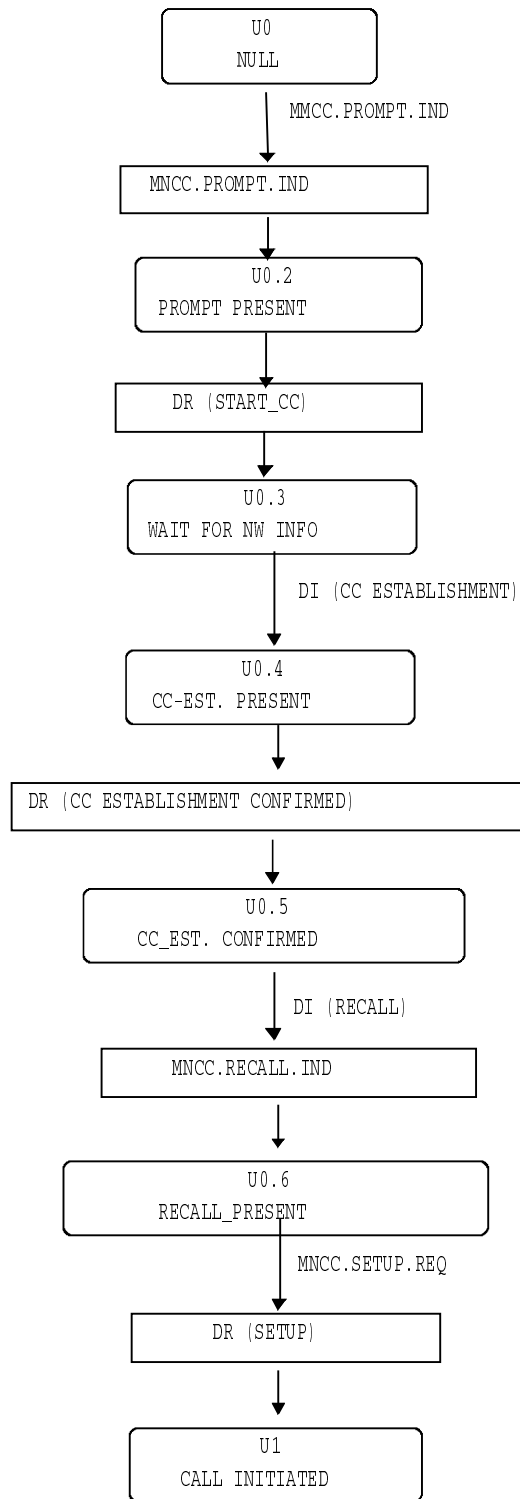 U0
NULL
MMCC.PROMPT.IND
MNCC.PROMPT.IND
U0.2
PROMPT PRESENT
DR (START_CC)
U0.3
WAIT FOR NW INFO
DI (CC ESTABLISHMENT)
U0.4
CC-EST. PRESENT
DR (CC ESTABLISHMENT CONFIRMED)
U0.5
CC_EST. CONFIRMED
DI (RECALL)
MNCC.RECALL.IND
U0.6
RECALL_PRESENT
MNCC.SETUP.REQ
DR (SETUP)
U1
CALL INITIATED